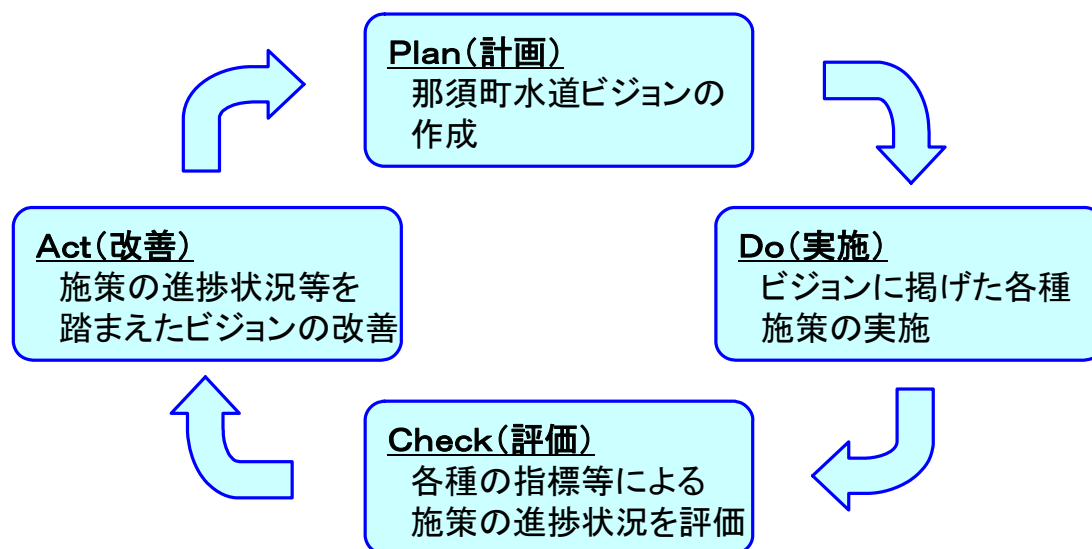 Plan（計画）
那須町水道ビジョンの
作成
Act（改善）
施策の進捗状況等を
踏まえたビジョンの改善
Do（実施）
ビジョンに掲げた各種
施策の実施
Check（評価）
各種の指標等による
施策の進捗状況を評価